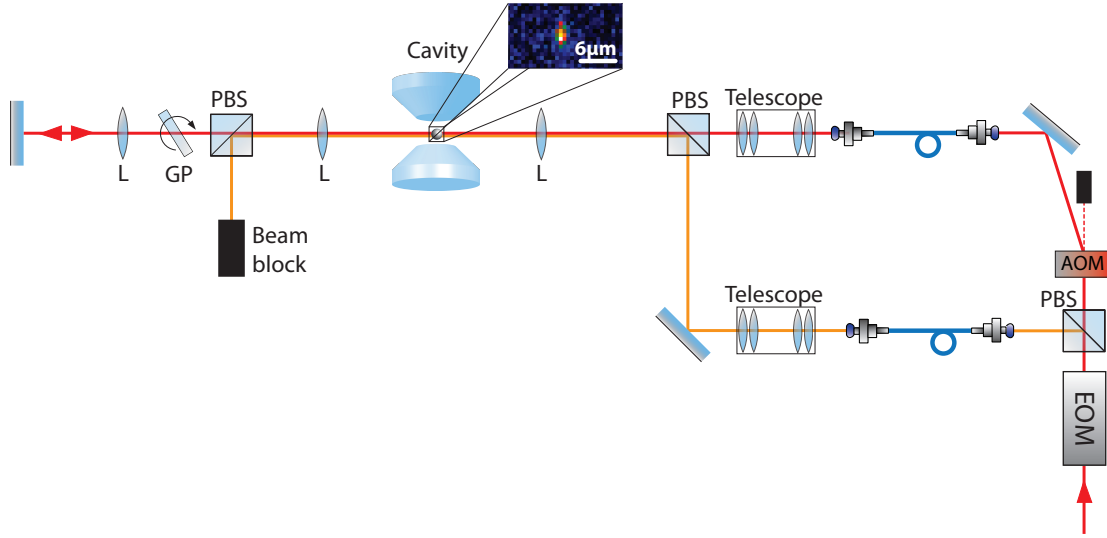 Cavity
6μm
PBS
PBS
Telescope
L
GP
L
L
Beam
block
AOM
Telescope
PBS
EOM